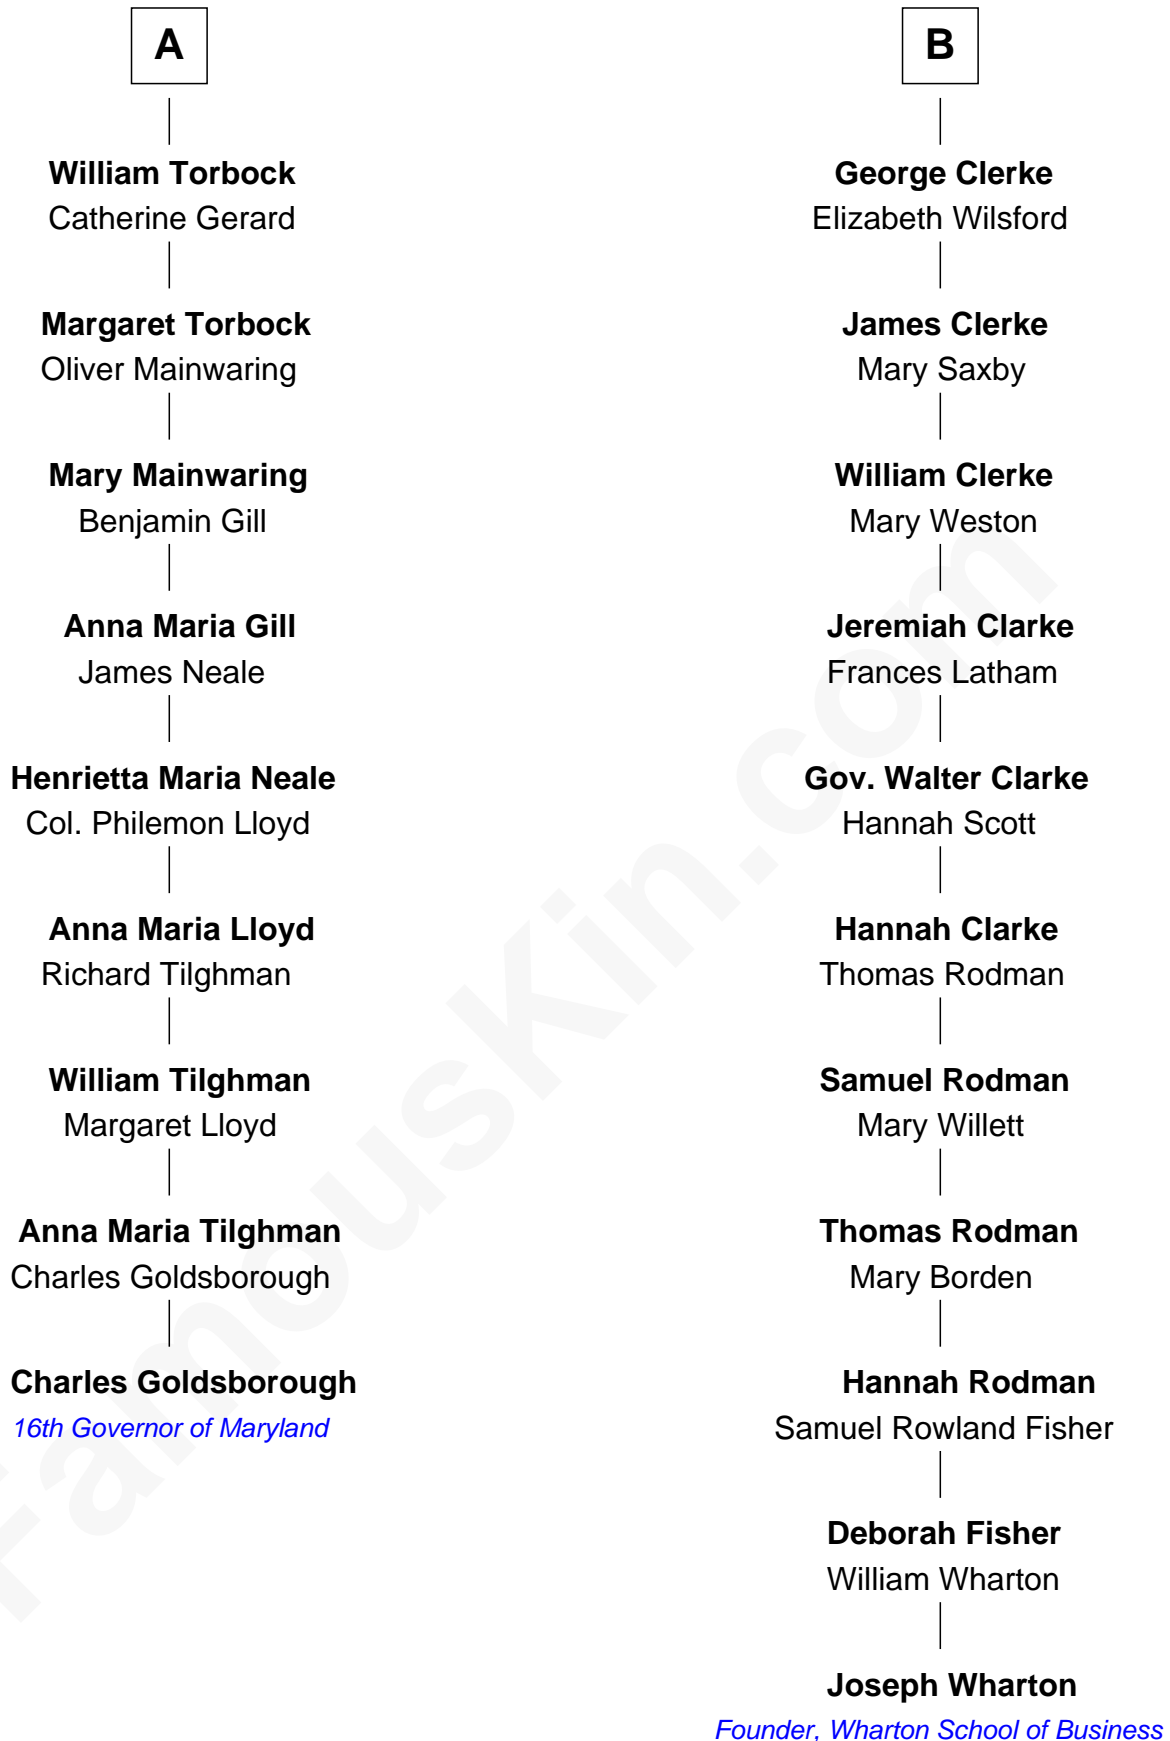 A
William Torbock
Catherine Gerard
Margaret Torbock
Oliver Mainwaring
Mary Mainwaring
Benjamin Gill
Anna Maria Gill
James Neale
Henrietta Maria Neale
Col. Philemon Lloyd
Anna Maria Lloyd
Richard Tilghman
William Tilghman
Margaret Lloyd
Anna Maria Tilghman
Charles Goldsborough
Charles Goldsborough
16th Governor of Maryland
B
George Clerke
Elizabeth Wilsford
James Clerke
Mary Saxby
William Clerke
Mary Weston
Jeremiah Clarke
Frances Latham
Gov. Walter Clarke
Hannah Scott
Hannah Clarke
Thomas Rodman
Samuel Rodman
Mary Willett
Thomas Rodman
Mary Borden
Hannah Rodman
Samuel Rowland Fisher
Deborah Fisher
William Wharton
Joseph Wharton
Founder, Wharton School of Business
FamousKin.com